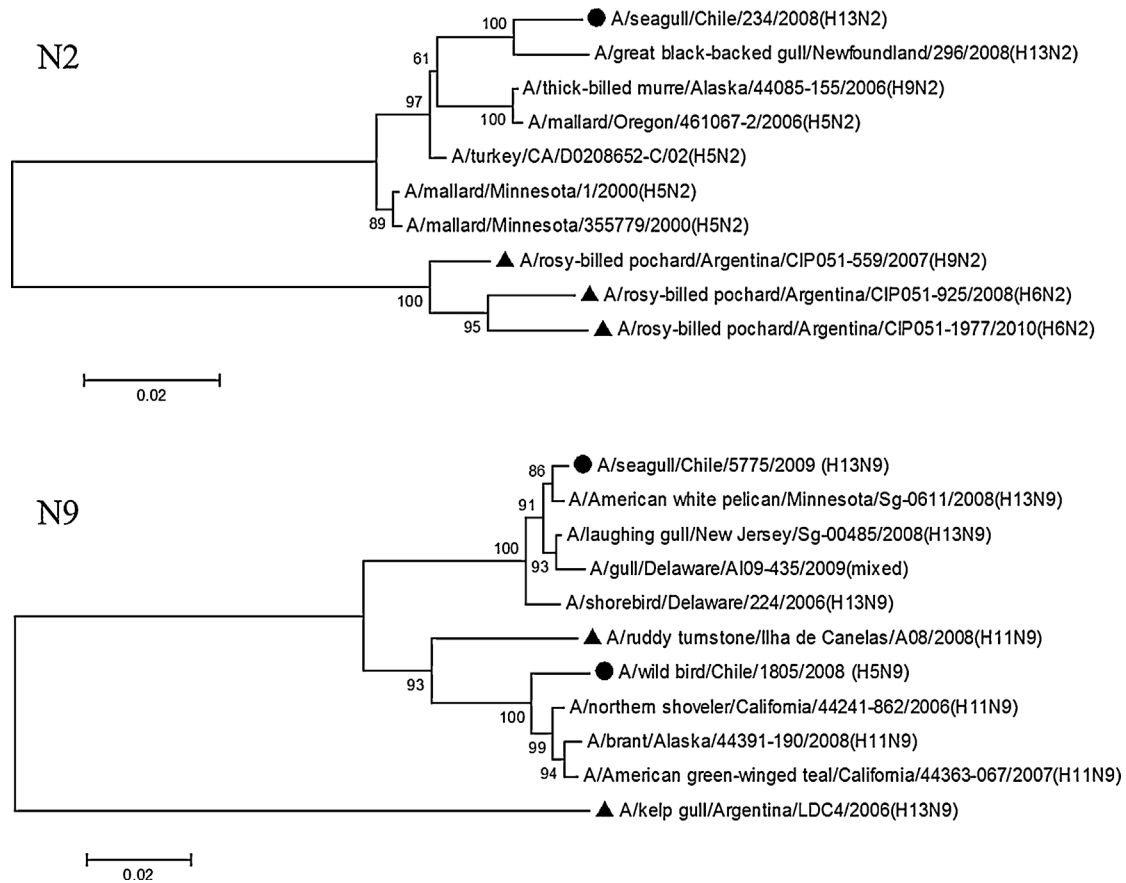 N2
100
A/seagull/Chile/234/2008(H13N2)
A/great black-backed gull/Newfoundland/296/2008(H13N2)
61
A/thick-billed murre/Alaska/44085-155/2006(H9N2)
97
100
A/mallard/Oregon/461067-2/2006(H5N2)
A/turkey/CA/D0208652-C/02(H5N2)
A/mallard/Minnesota/1/2000(H5N2)
89
A/mallard/Minnesota/355779/2000(H5N2)
A/rosy-billed pochard/Argentina/CIP051-559/2007(H9N2)
100
A/rosy-billed pochard/Argentina/CIP051-925/2008(H6N2)
95
A/rosy-billed pochard/Argentina/CIP051-1977/2010(H6N2)
0.02
N9
86
A/seagull/Chile/5775/2009 (H13N9)
A/American white pelican/Minnesota/Sg-0611/2008(H13N9)
91
A/laughing gull/New Jersey/Sg-00485/2008(H13N9)
100
93
A/gull/Delaware/AI09-435/2009(mixed)
A/shorebird/Delaware/224/2006(H13N9)
A/ruddy turnstone/Ilha de Canelas/A08/2008(H11N9)
93
A/wild bird/Chile/1805/2008 (H5N9)
100
A/northern shoveler/California/44241-862/2006(H11N9)
99
A/brant/Alaska/44391-190/2008(H11N9)
94
A/American green-winged teal/California/44363-067/2007(H11N9)
A/kelp gull/Argentina/LDC4/2006(H13N9)
0.02